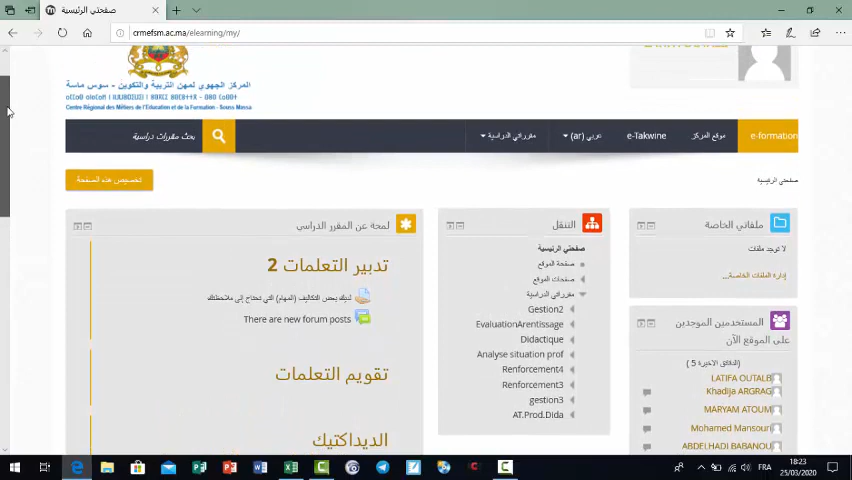 صفحتي الرئيسية
crmefsm.ac.ma/elearning/my/
المركز الجهوي لمهن التربية والتكوين - سوس ماسة
Centre Régional des Métiers de l'Education et de la Formation - Souss Massa
e-formation
موقع المركز
e-Takwine
عربي (ar)
مقرراتي الدراسية
بحث مقررات دراسية
صفحتي الرئيسية
تخصيص هذه الصفحة
ملفاتي الخاصة
لا توجد ملفات
إدارة الملفات الخاصة...
المستخدمين الموجدين
على الموقع الآن
(الدقائق الأخيرة 5 )
LATIFA OUTALB
Khadija ARGRAG
MARYAM ATOUM
Mohamed Mansouri
ABDELHADI BABANOU
التنقل
صفحتي الرئيسية
صفحة الموقع
صفحات الموقع
مقرراتي الدراسية
Gestion2
EvaluationArentissage
Didactique
Analyse situation prof
Renforcement4
Renforcement3
gestion3
AT.Prod.Dida
لمحة عن المقرر الدراسي
تدبير التعلمات 2
لديك بعض التكاليف (المهام) التي تحتاج إلى ملاحظتك
There are new forum posts
تقويم التعلمات
الديداكتيك
FRA
18:23
25/03/2020